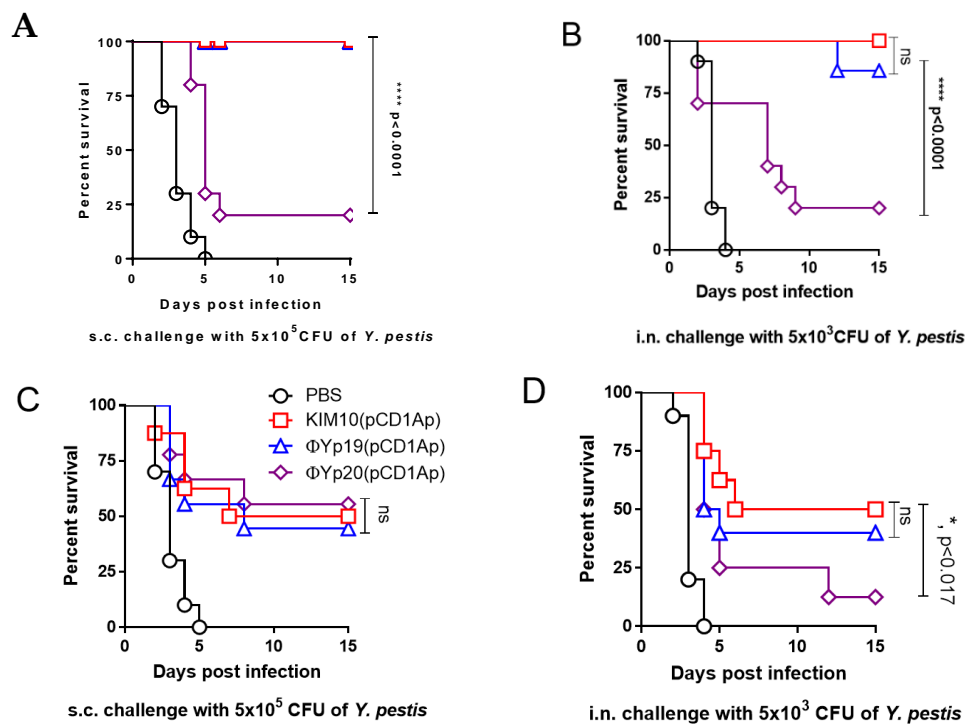 A
Percent survival
100
75
50
25
0
0 5 10 15
Days post infection
s.c. challenge with 5x10⁵CFU of Y. pestis
**** p<0.0001
B
Percent survival
100
75
50
25
0
0 5 10 15
Days post infection
i.n. challenge with 5x10³CFU of Y. pestis
ns
**** p<0.0001
C
Percent survival
100
75
50
25
0
0 5 10 15
Days post infection
s.c. challenge with 5x10⁵ CFU of Y. pestis
PBS
KIM10(pCD1Ap)
ΦYp19(pCD1Ap)
ΦYp20(pCD1Ap)
ns
D
Percent survival
100
75
50
25
0
0 5 10 15
Days post infection
i.n. challenge with 5x10³ CFU of Y. pestis
ns
*, p<0.017